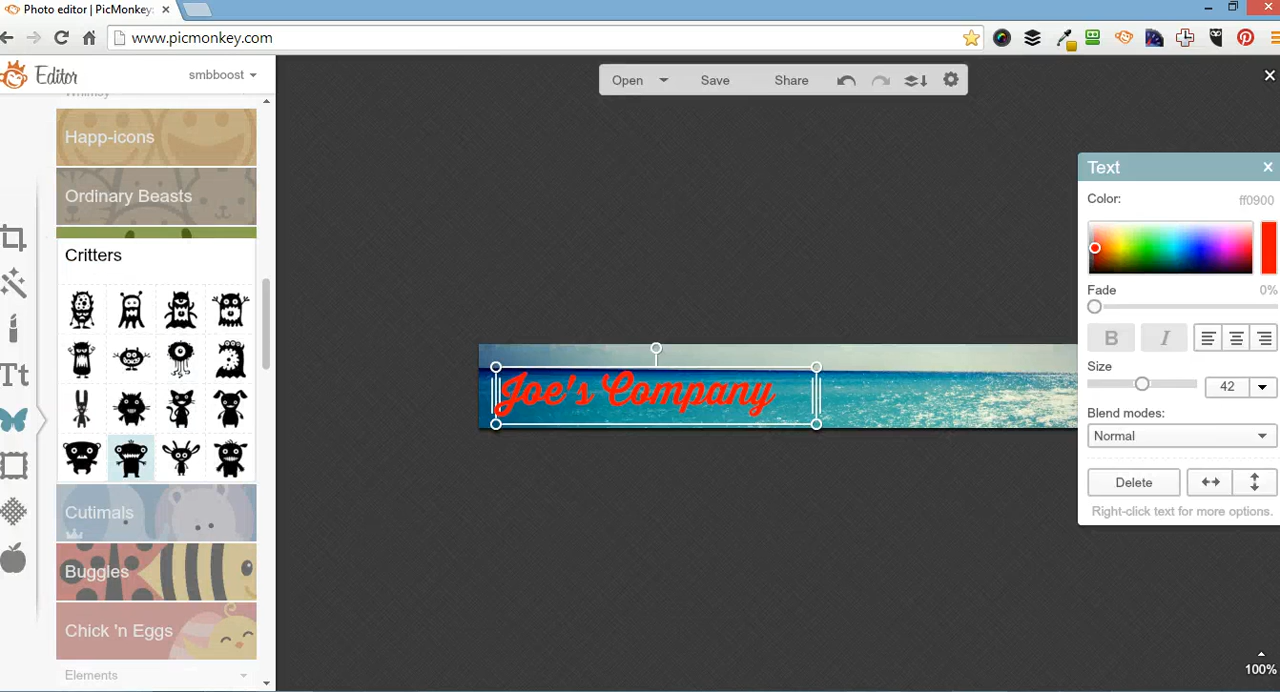 Photo editor | PicMonkey:
www.picmonkey.com
Editor
smbboost
Open
Save
Share
Whimsy
Happ-icons
Ordinary Beasts
Critters
Cutimals
Buggles
Chick 'n Eggs
Elements
Joe's Company
Text
Color:
ff0900
Fade
0%
B
I
Size
42
Blend modes:
Normal
Delete
Right-click text for more options.
100%
Tt